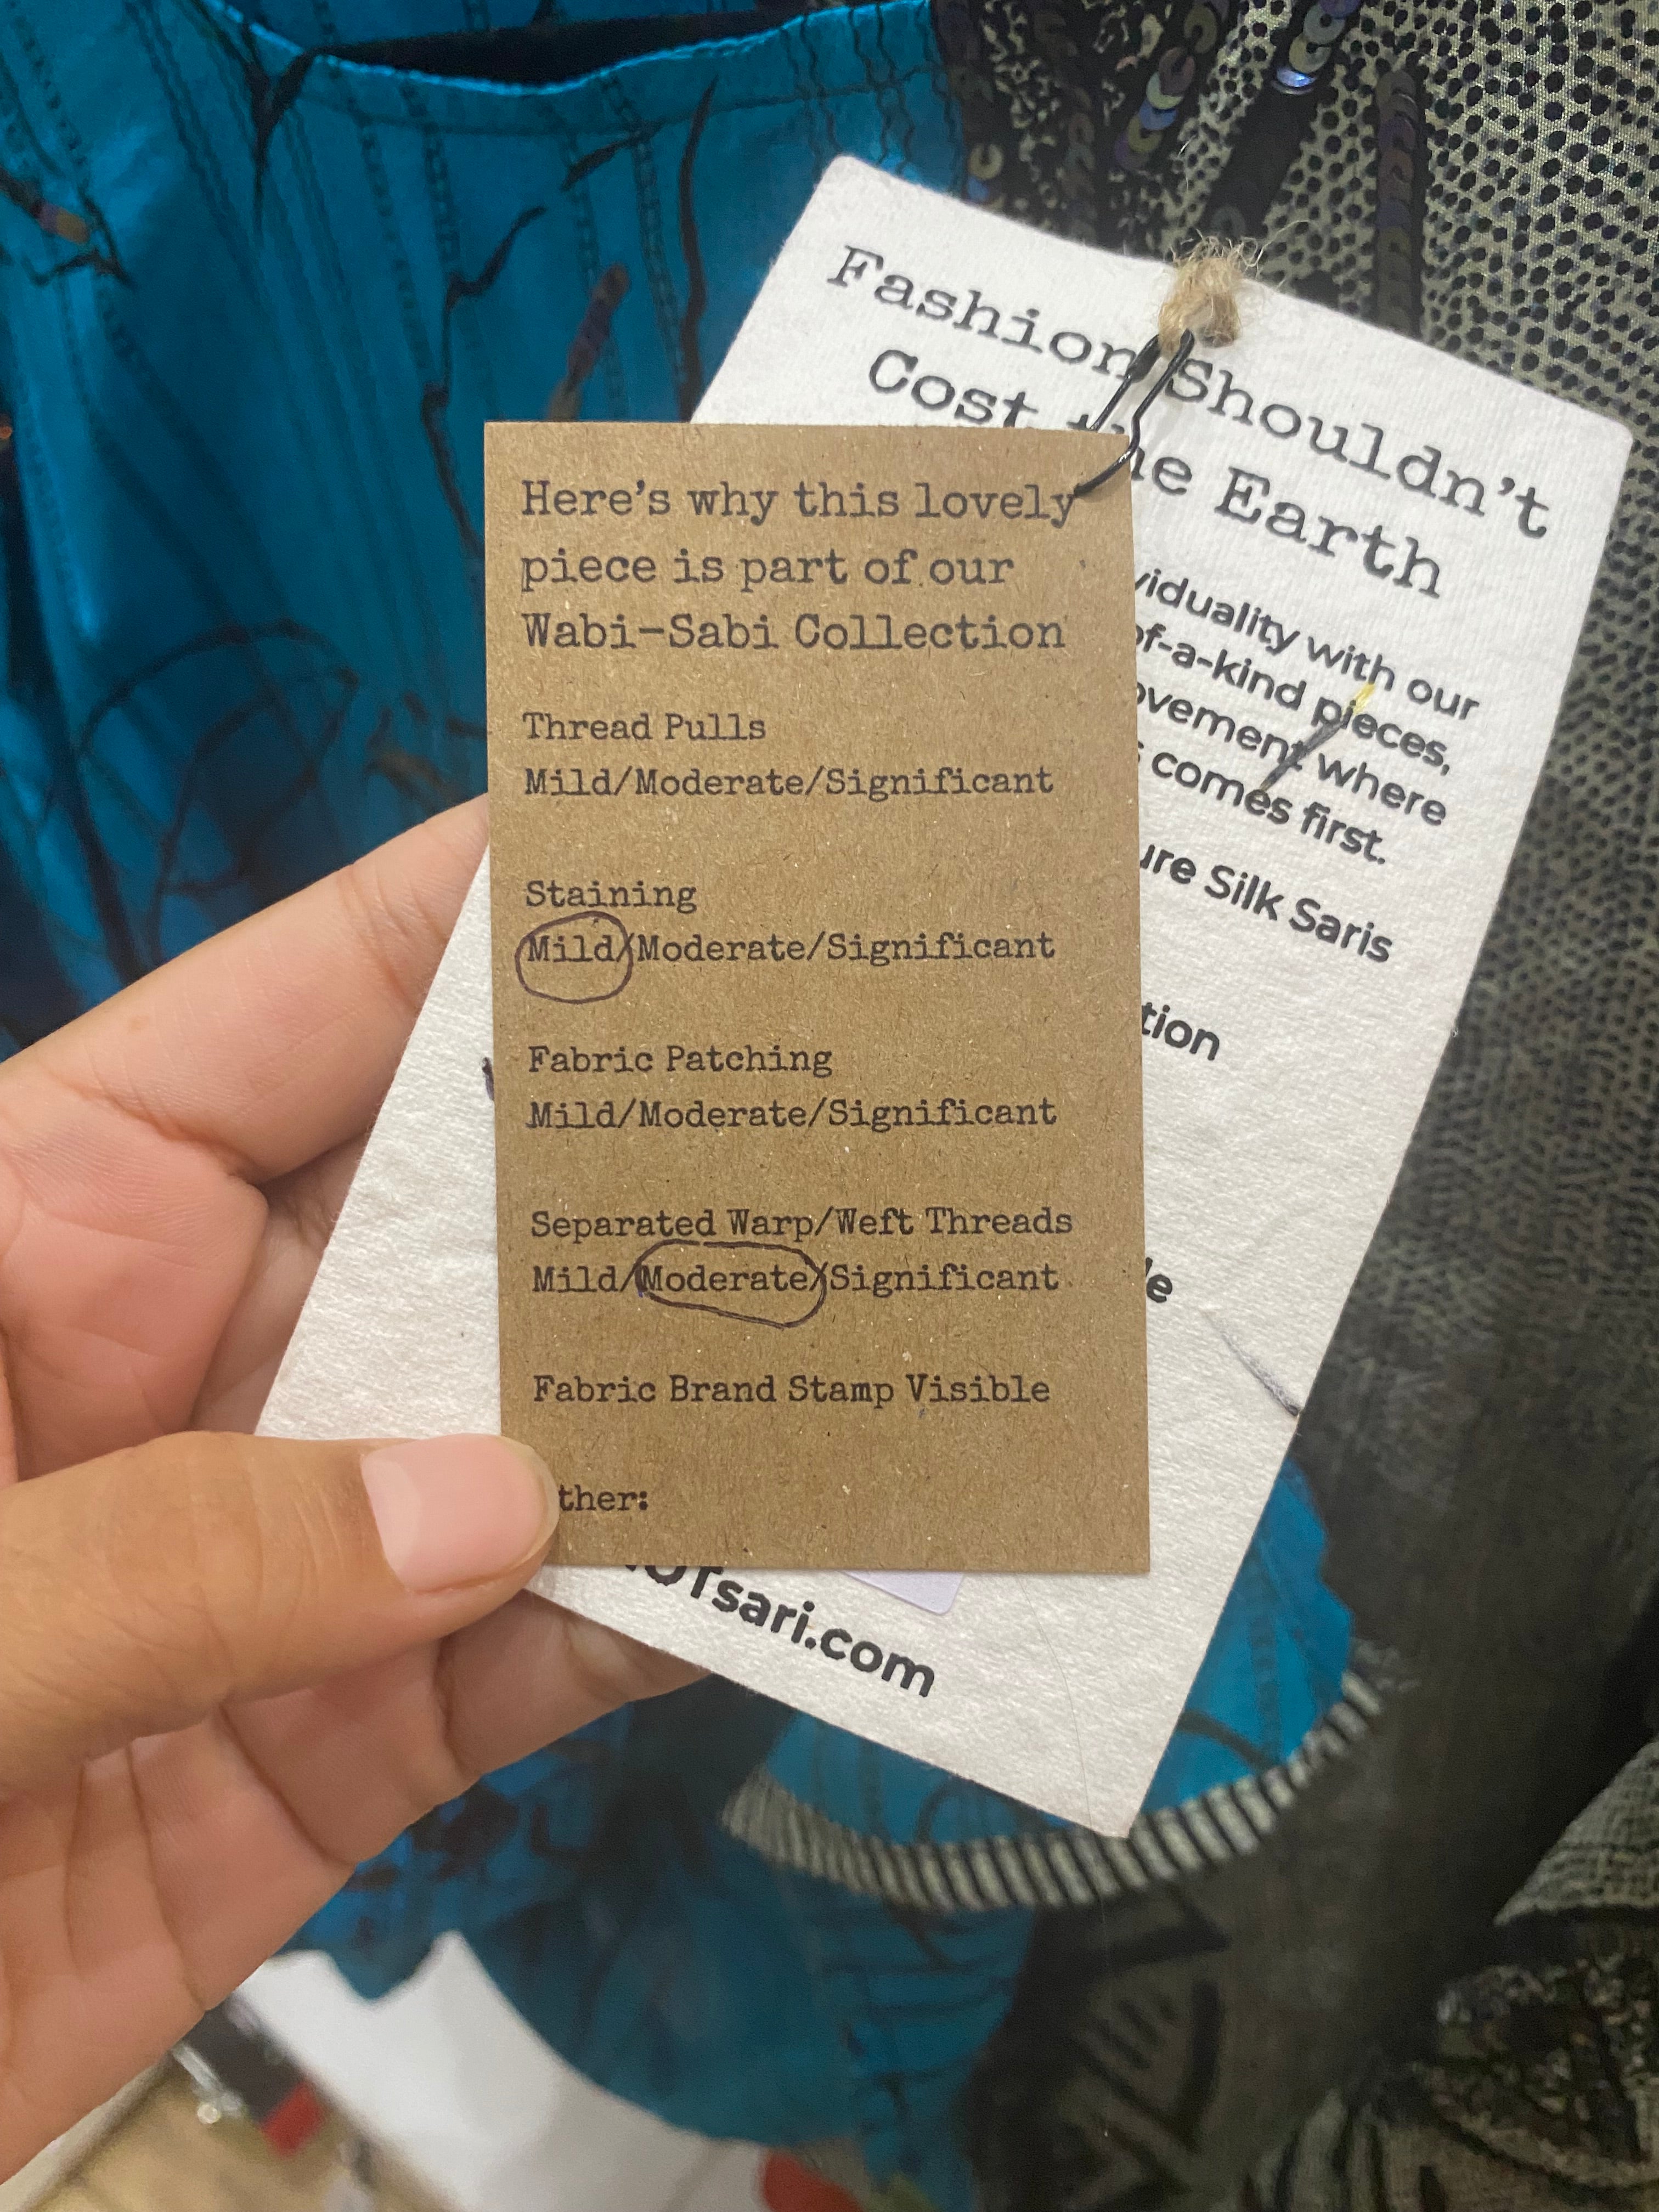 Here's why this lovely
piece is part of our
Wabi-Sabi Collection
Thread Pulls
Mild/Moderate/Significant
Staining
Mild/Moderate/Significant
Fabric Patching
Mild/Moderate/Significant
Separated Warp/Weft Threads
Mild/Moderate/Significant
Fabric Brand Stamp Visible
ther:
Fashion Shouldn't
Cost the Earth
viduality with our
of-a-kind pieces,
ovement where
comes first.
ure Silk Saris
tion
le
sari.com